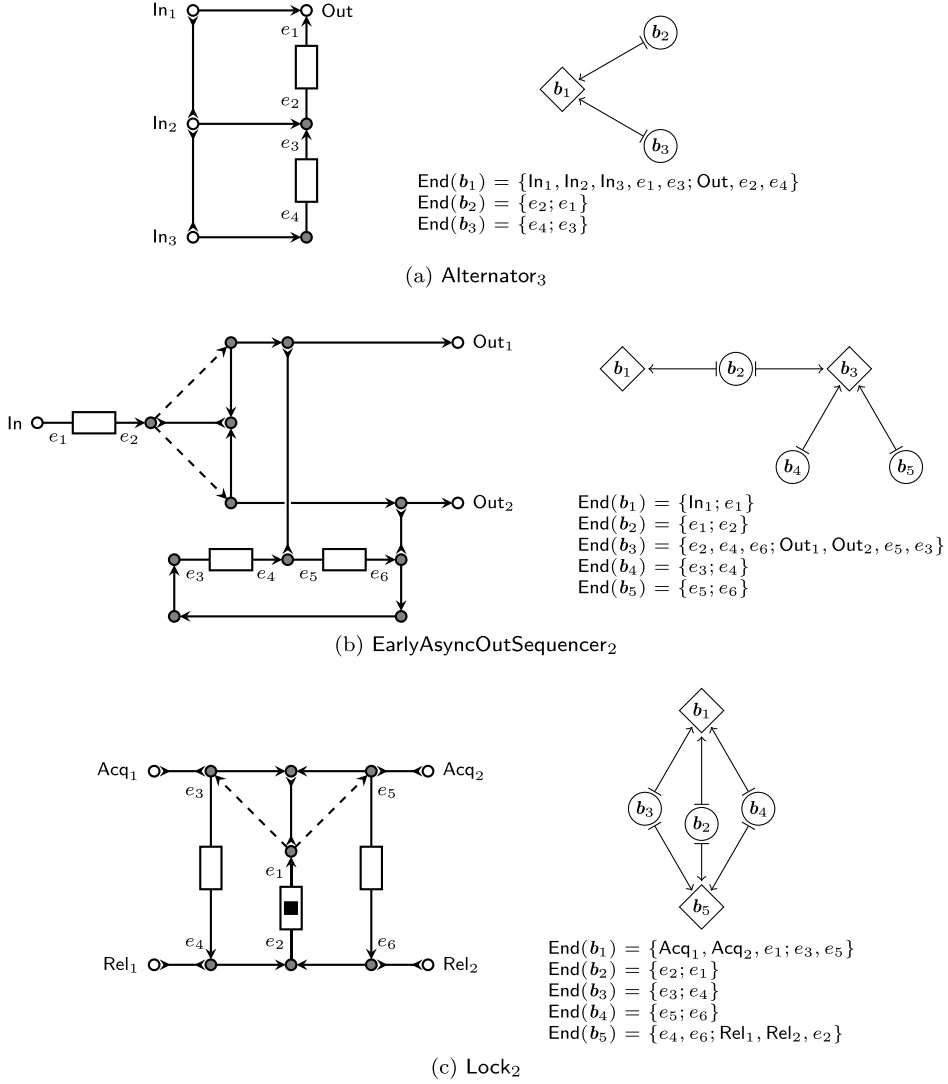 In₁ Out
e₁
b₂
b₁
e₂
In₂
e₃
b₃
End(b₁) = {In₁, In₂, In₃, e₁, e₃; Out, e₂, e₄}
End(b₂) = {e₂; e₁}
e₄
End(b₃) = {e₄; e₃}
In₃
(a) Alternator₃
Out₁
b₁ b₂ b₃
In
e₁ e₂
b₄ b₅
Out₂
End(b₁) = {In₁; e₁}
End(b₂) = {e₁; e₂}
End(b₃) = {e₂, e₄, e₆; Out₁, Out₂, e₅, e₃}
e₃ e₄ e₅ e₆
End(b₄) = {e₃; e₄}
End(b₅) = {e₅; e₆}
(b) EarlyAsyncOutSequencer₂
b₁
Acq₁ Acq₂
e₃ e₅
b₃ b₂ b₄
e₁
b₅
e₄ e₂ e₆
Rel₁ Rel₂
End(b₁) = {Acq₁, Acq₂, e₁; e₃, e₅}
End(b₂) = {e₂; e₁}
End(b₃) = {e₃; e₄}
End(b₄) = {e₅; e₆}
End(b₅) = {e₄, e₆; Rel₁, Rel₂, e₂}
(c) Lock₂